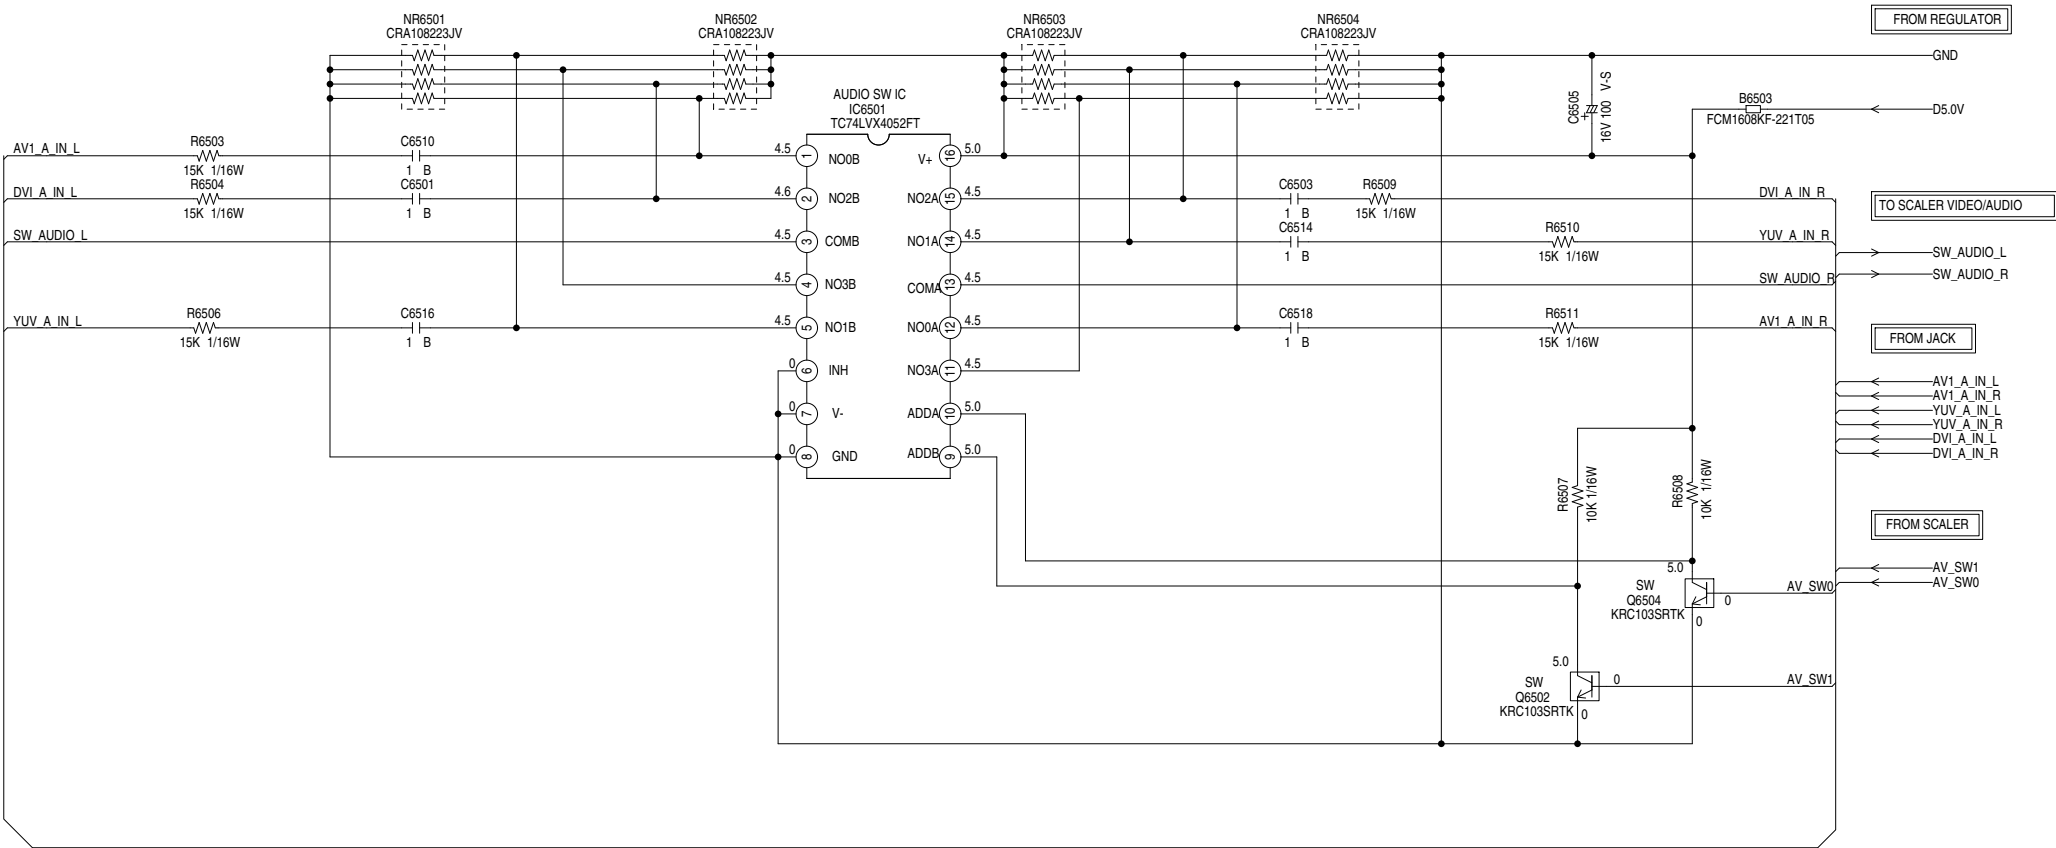 NR6501
CRA108223JV
NR6502
CRA108223JV
NR6503
CRA108223JV
NR6504
CRA108223JV
FROM REGULATOR
GND
C6505
16V 100 V-S
+
B6503
FCM1608KF-221T05
D5.0V
AUDIO SW IC
IC6501
TC74LVX4052FT
AV1_A_IN_L
R6503
15K 1/16W
C6510
1 B
4.5
1
NO0B
V+
16
5.0
DVI_A_IN_L
R6504
15K 1/16W
C6501
1 B
4.6
2
NO2B
NO2A
15
4.5
C6503
1 B
R6509
15K 1/16W
DVI_A_IN_R
TO SCALER VIDEO/AUDIO
SW_AUDIO_L
4.5
3
COMB
NO1A
14
4.5
C6514
1 B
R6510
15K 1/16W
YUV_A_IN_R
SW_AUDIO_L
4.5
4
NO3B
COMA
13
4.5
SW_AUDIO_R
SW_AUDIO_R
YUV_A_IN_L
R6506
15K 1/16W
C6516
1 B
4.5
5
NO1B
NO0A
12
4.5
C6518
1 B
R6511
15K 1/16W
AV1_A_IN_R
FROM JACK
0
6
INH
NO3A
11
4.5
AV1_A_IN_L
AV1_A_IN_R
YUV_A_IN_L
YUV_A_IN_R
DVI_A_IN_L
DVI_A_IN_R
0
7
V-
ADDA
10
5.0
0
8
GND
ADDB
9
5.0
R6507
10K 1/16W
R6508
10K 1/16W
FROM SCALER
AV_SW1
AV_SW0
5.0
SW
Q6504
KRC103SRTK
0
0
AV_SW0
5.0
SW
Q6502
KRC103SRTK
0
0
AV_SW1